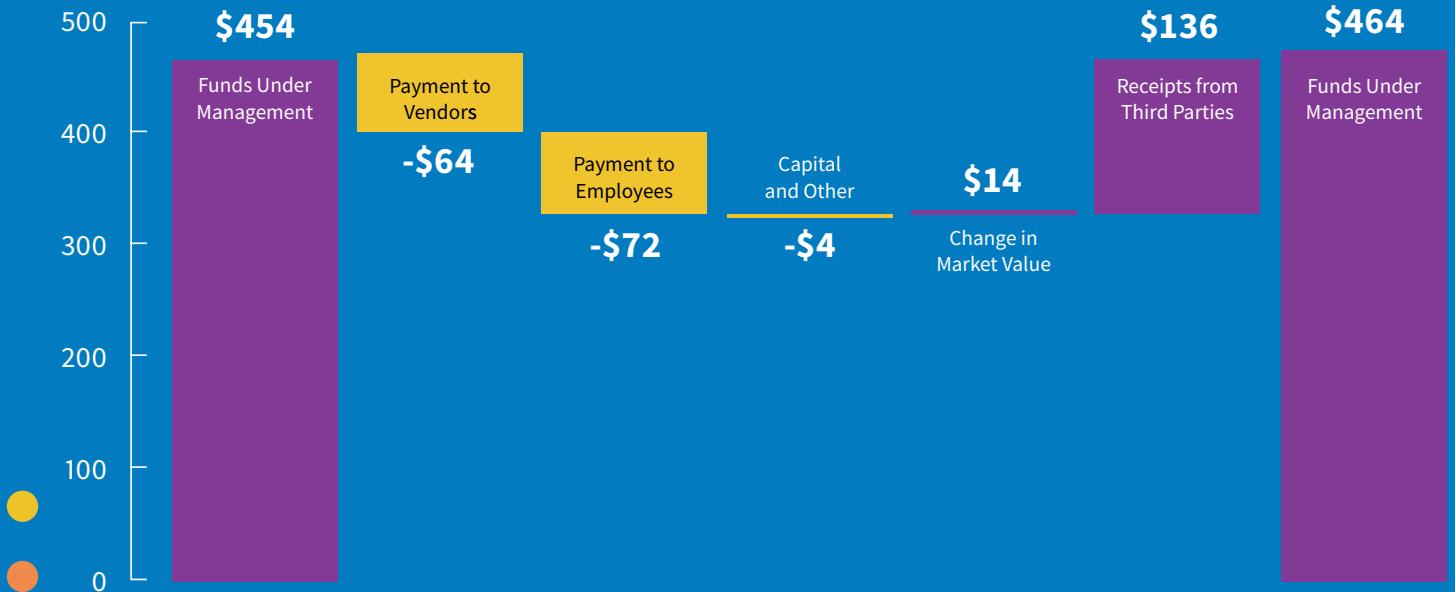 500
400
300
200
100
0
$454
Funds Under
Management
Payment to
Vendors
-$64
Payment to
Employees
-$72
Capital
and Other
-$4
$14
Change in
Market Value
$136
Receipts from
Third Parties
$464
Funds Under
Management